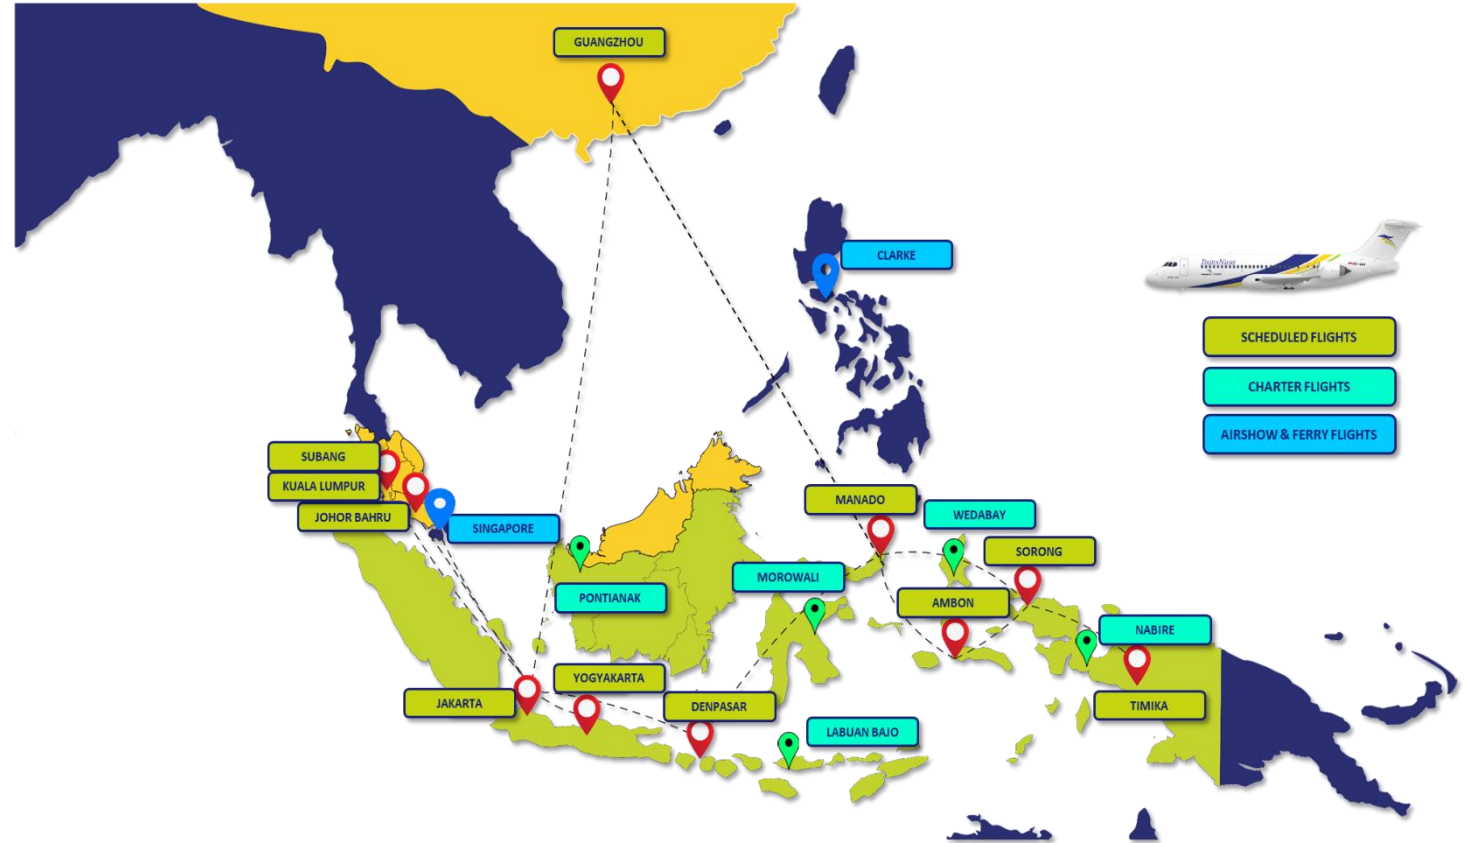 GUANGZHOU
CLARKE
TransNusa
SCHEDULED FLIGHTS
CHARTER FLIGHTS
AIRSHOW & FERRY FLIGHTS
SUBANG
KUALA LUMPUR
JOHOR BAHRU
SINGAPORE
MANADO
WEDABAY
SORONG
MOROWALI
PONTIANAK
AMBON
NABIRE
YOGYAKARTA
JAKARTA
DENPASAR
TIMIKA
LABUAN BAJO